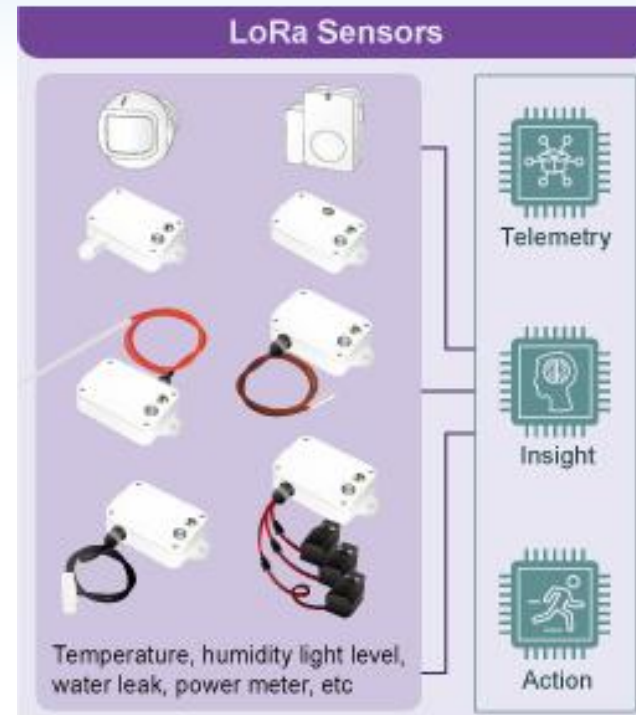 LoRa Sensors
Telemetry
Insight
Action
Temperature, humidity light level,
water leak, power meter, etc